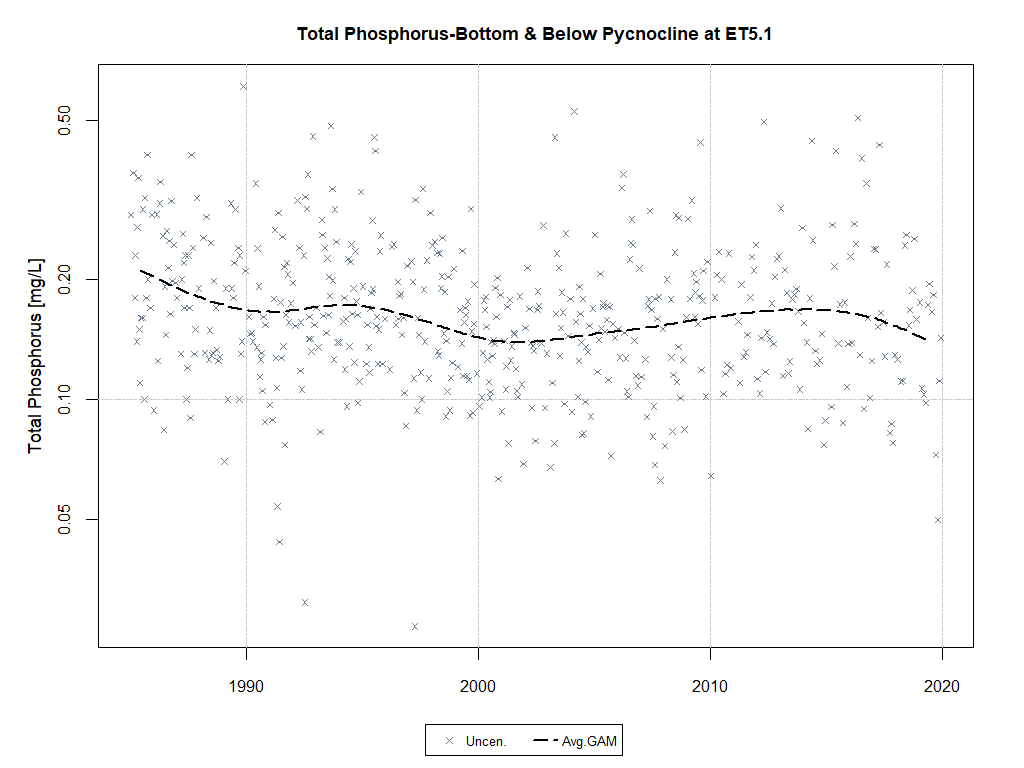 Total Phosphorus-Bottom & Below Pycnocline at ET5.1
Total Phosphorus [mg/L]
0.50
0.20
0.10
0.05
1990 2000 2010 2020
Uncen. Avg.GAM